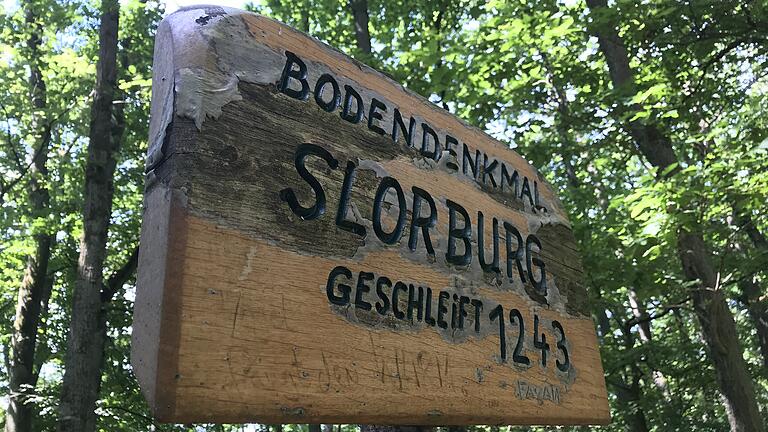 BODENDENKMAL
SLORBURG
GESCHLEiFT 1243